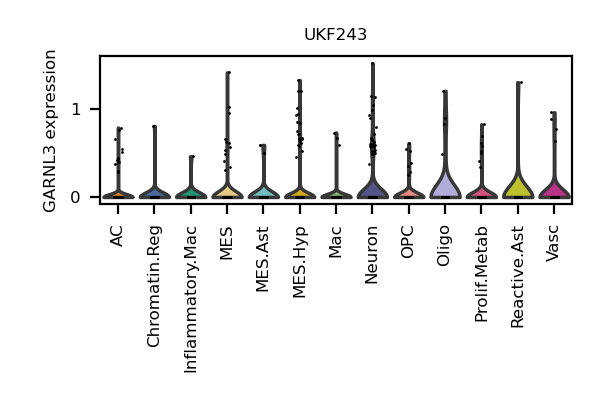 UKF243
GARNL3 expression
1
0
AC
Chromatin.Reg
Inflammatory.Mac
MES
MES.Ast
MES.Hyp
Mac
Neuron
OPC
Oligo
Prolif.Metab
Reactive.Ast
Vasc